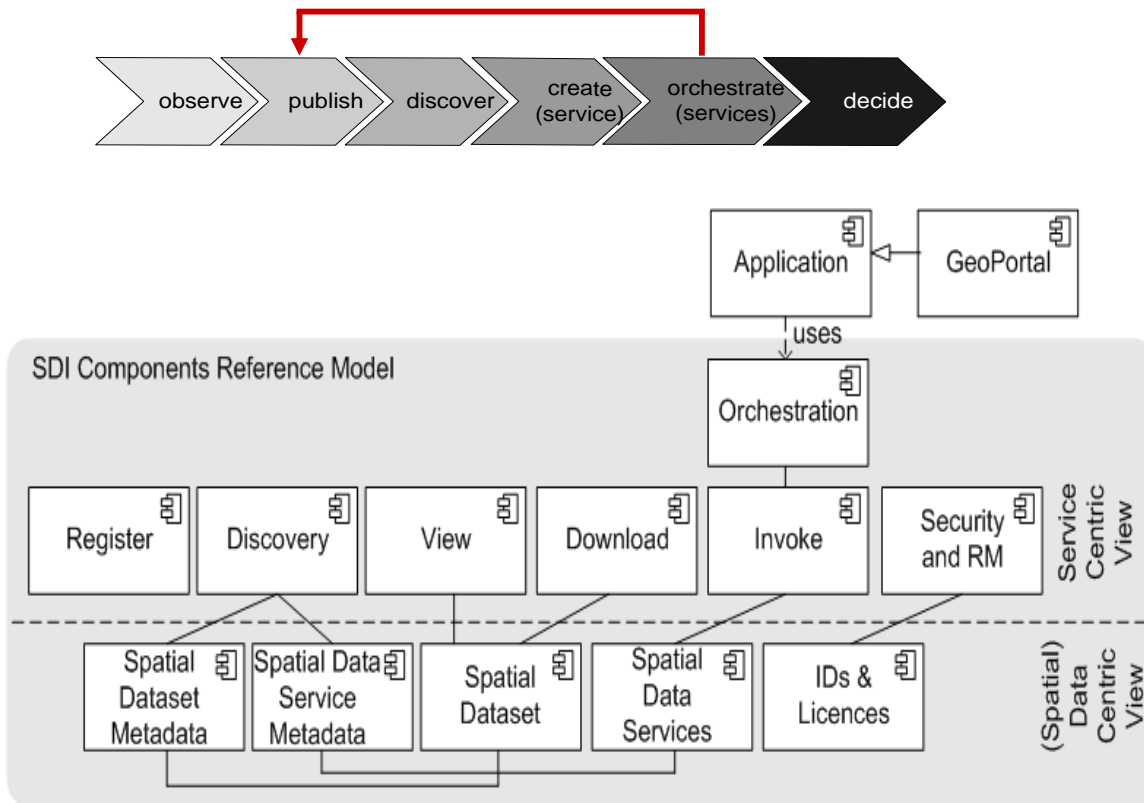 observe
publish
discover
create
(service)
orchestrate
(services)
decide
Application
GeoPortal
uses
SDI Components Reference Model
Orchestration
Register
Discovery
View
Download
Invoke
Security
and RM
Service
Centric
View
Spatial
Dataset
Metadata
Spatial Data
Service
Metadata
Spatial
Dataset
Spatial
Data
Services
IDs &
Licences
(Spatial)
Data
Centric
View